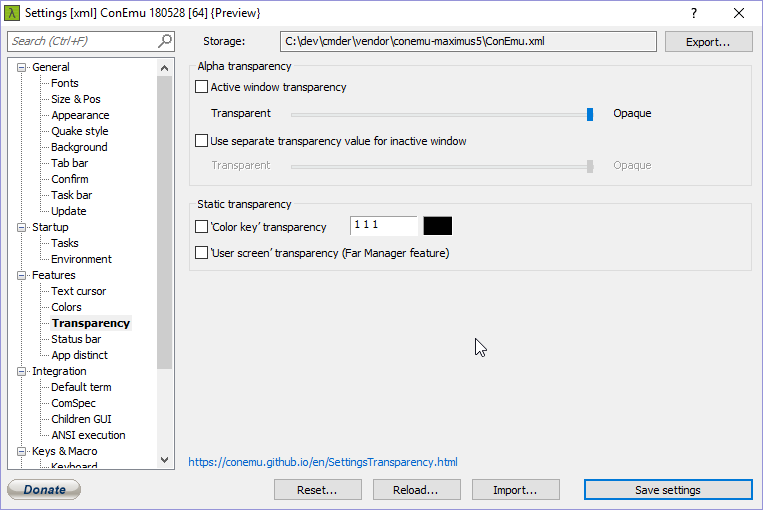 λ Settings [xml] ConEmu 180528 [64] {Preview} ?
Search (Ctrl+F)
Storage: C:\dev\cmder\vendor\conemu-maximus5\ConEmu.xml Export...
General
Fonts
Size & Pos
Appearance
Quake style
Background
Tab bar
Confirm
Task bar
Update
Startup
Tasks
Environment
Features
Text cursor
Colors
Transparency
Status bar
App distinct
Integration
Default term
ComSpec
Children GUI
ANSI execution
Keys & Macro
Keyboard
Alpha transparency
Active window transparency
Transparent Opaque
Use separate transparency value for inactive window
Transparent Opaque
Static transparency
'Color key' transparency 1 1 1
'User screen' transparency (Far Manager feature)
https://conemu.github.io/en/SettingsTransparency.html
Donate Reset... Reload... Import... Save settings